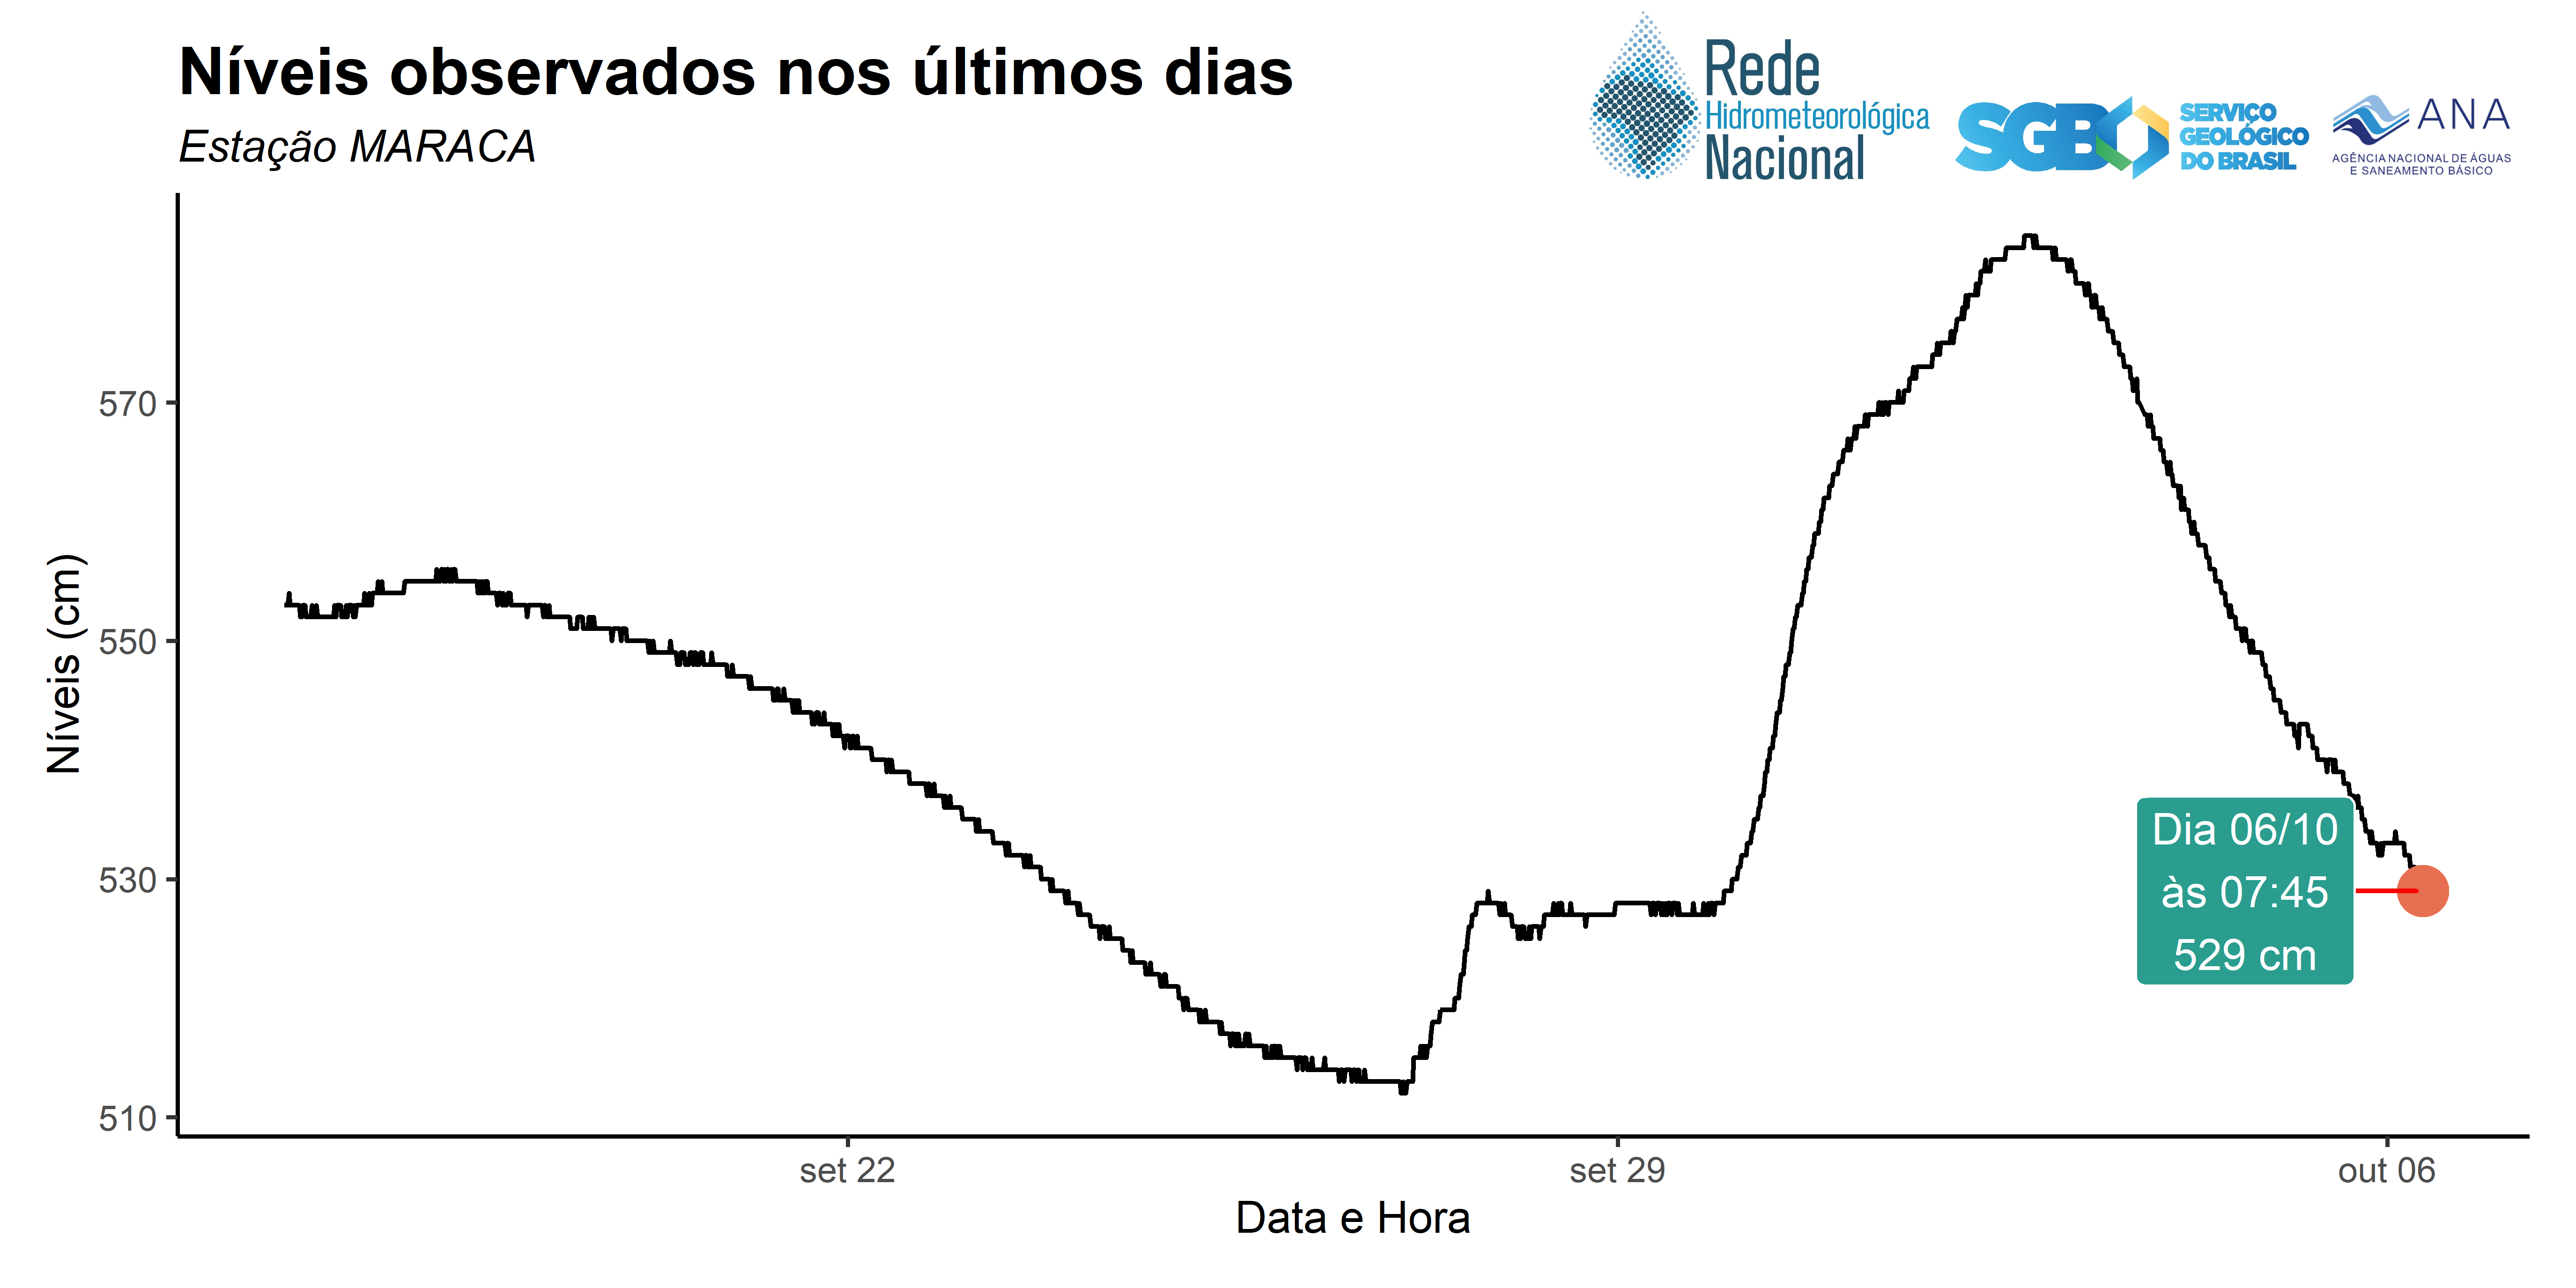 Níveis observados nos últimos dias
Estação MARACA
Rede
Hidrometeorológica
Nacional
SGB
SERVIÇO
GEOLÓGICO
DO BRASIL
ANA
AGÊNCIA NACIONAL DE ÁGUAS
E SANEAMENTO BÁSICO
Níveis (cm)
570
550
530
510
Dia 06/10
às 07:45
529 cm
set 22
set 29
out 06
Data e Hora